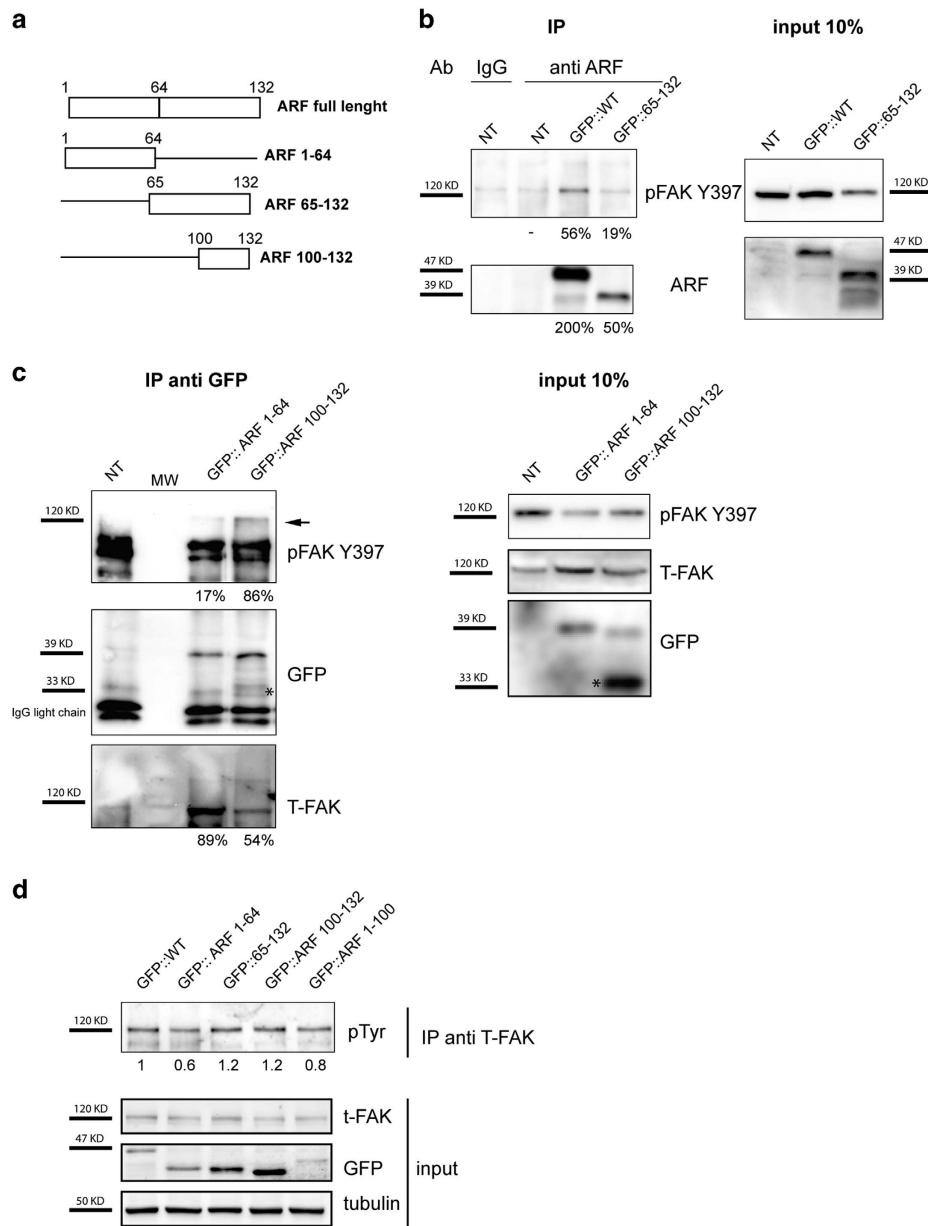 a
1 64 132
ARF full lenght
1 64
ARF 1-64
65 132
ARF 65-132
100 132
ARF 100-132
b
IP
input 10%
Ab IgG anti ARF
NT NT GFP::WT GFP::65-132
NT GFP::WT GFP::65-132
120 KD
pFAK Y397
120 KD
- 56% 19%
47 KD
39 KD
ARF
47 KD
39 KD
200% 50%
c
IP anti GFP
input 10%
NT MW GFP:: ARF 1-64 GFP::ARF 100-132
NT GFP:: ARF 1-64 GFP::ARF 100-132
120 KD
pFAK Y397
17% 86%
39 KD
33 KD
GFP
*
IgG light chain
120 KD
T-FAK
89% 54%
120 KD
pFAK Y397
120 KD
T-FAK
39 KD
GFP
33 KD
*
d
GFP::WT GFP:: ARF 1-64 GFP::65-132 GFP::ARF 100-132 GFP::ARF 1-100
120 KD
pTyr
IP anti T-FAK
1 0.6 1.2 1.2 0.8
120 KD
t-FAK
47 KD
GFP
input
50 KD
tubulin